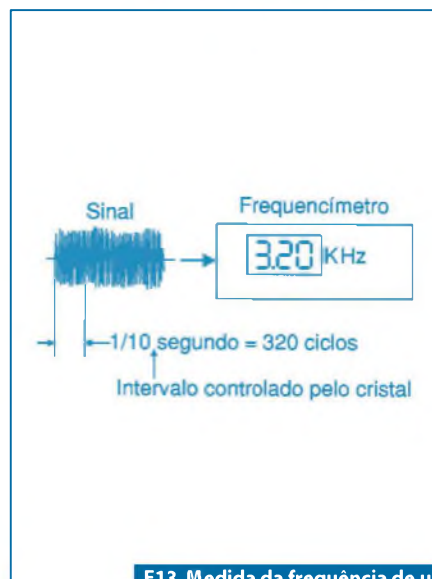 Sinal
Frequencímetro
3.20 KHz
1/10 segundo = 320 ciclos
Intervalo controlado pelo cristal
F13. Medida da frequência de